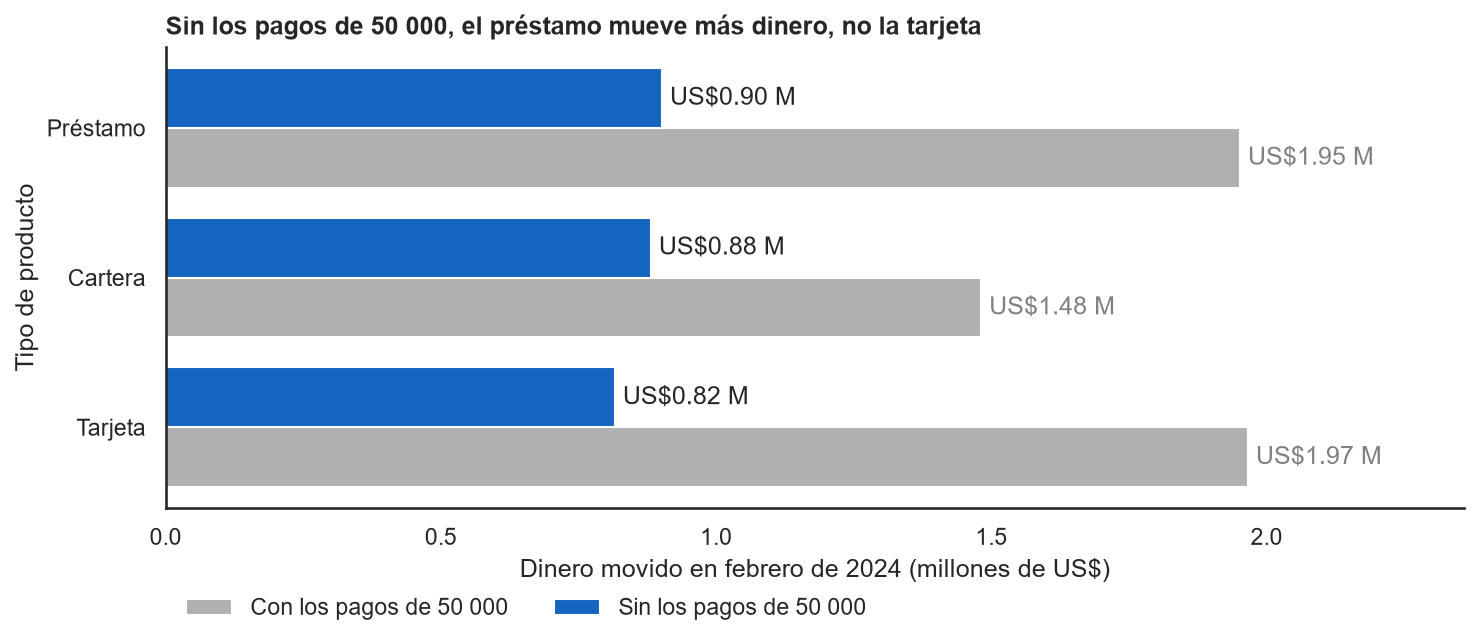 Sin los pagos de 50 000, el préstamo mueve más dinero, no la tarjeta
Tipo de producto
Préstamo
US$0.90 M
US$1.95 M
Cartera
US$0.88 M
US$1.48 M
Tarjeta
US$0.82 M
US$1.97 M
0.0 0.5 1.0 1.5 2.0
Dinero movido en febrero de 2024 (millones de US$)
Con los pagos de 50 000 Sin los pagos de 50 000